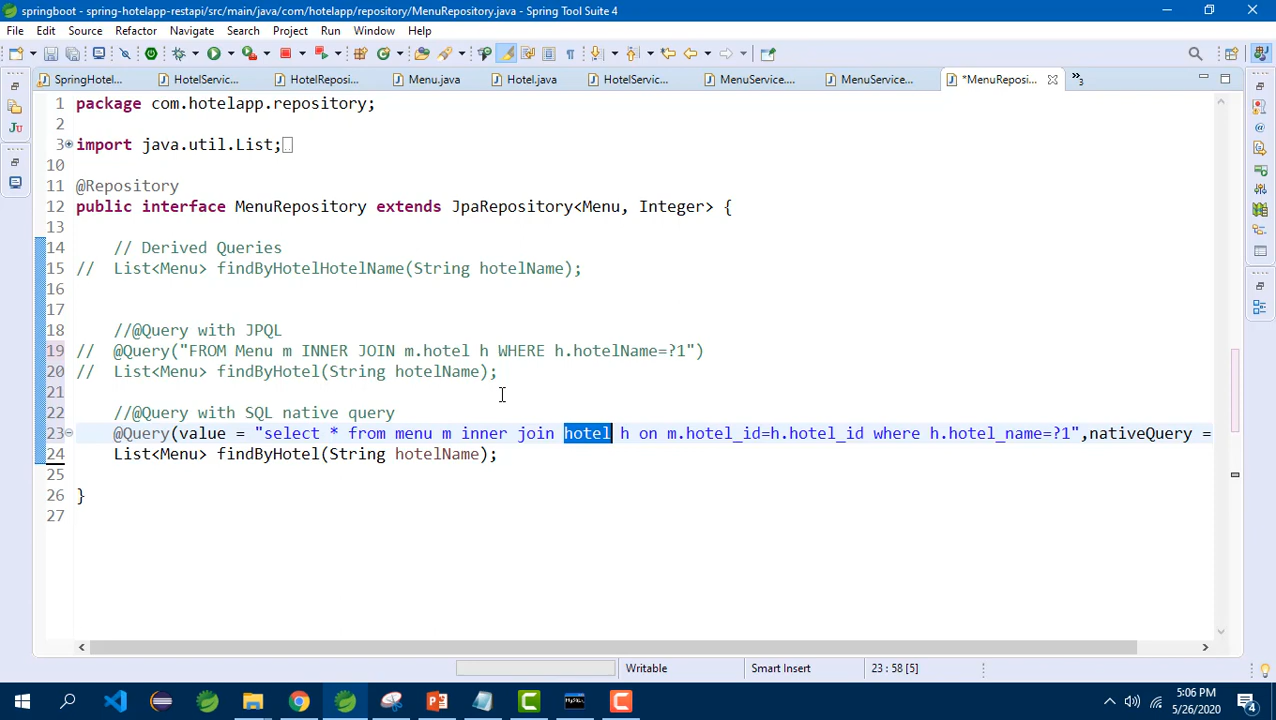 springboot - spring-hotelapp-restapi/src/main/java/com/hotelapp/repository/MenuRepository.java - Spring Tool Suite 4
File Edit Source Refactor Navigate Search Project Run Window Help
SpringHotel... HotelServic... HotelReposi... Menu.java Hotel.java HotelServic... MenuService.... MenuService... *MenuReposi... »3
1 package com.hotelapp.repository;
2
3 import java.util.List;
10
11 @Repository
12 public interface MenuRepository extends JpaRepository<Menu, Integer> {
13
14 // Derived Queries
15 // List<Menu> findByHotelHotelName(String hotelName);
16
17
18 //@Query with JPQL
19 // @Query("FROM Menu m INNER JOIN m.hotel h WHERE h.hotelName=?1")
20 // List<Menu> findByHotel(String hotelName);
21
22 //@Query with SQL native query
23 @Query(value = "select * from menu m inner join hotel h on m.hotel_id=h.hotel_id where h.hotel_name=?1",nativeQuery =
24 List<Menu> findByHotel(String hotelName);
25
26 }
27
Writable Smart Insert 23 : 58 [5]
5:06 PM
5/26/2020
4